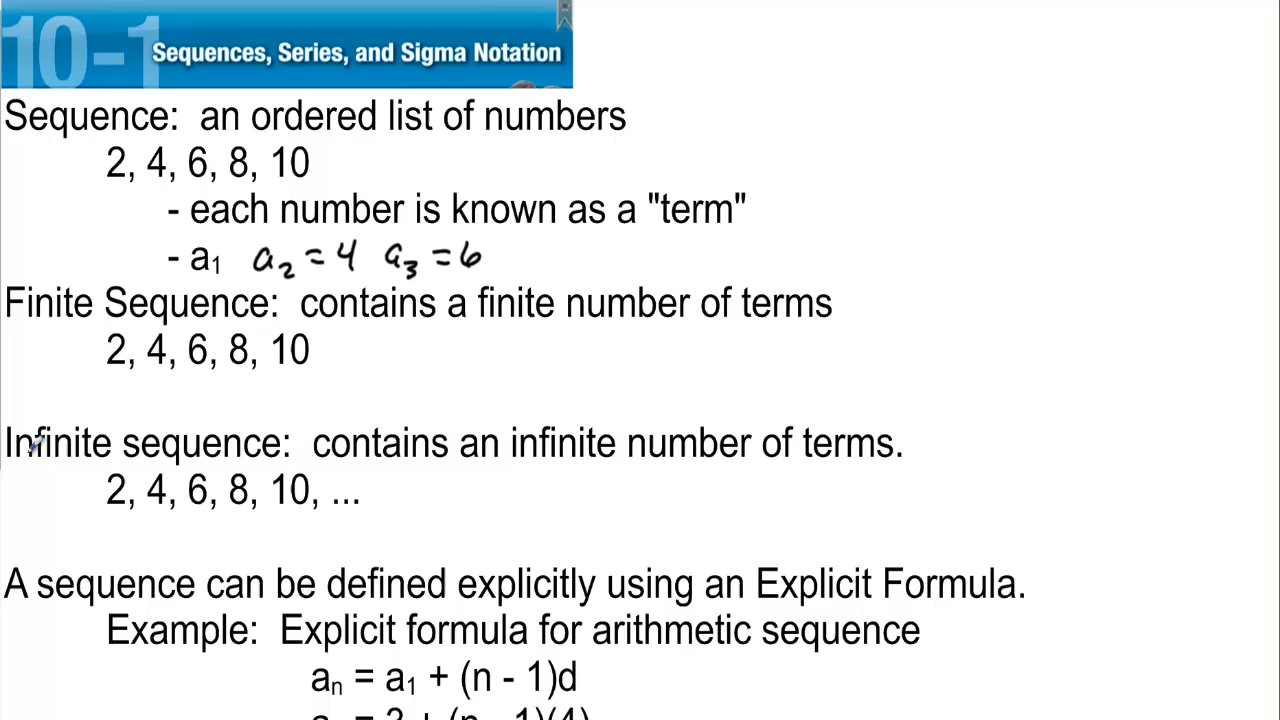 10-1 Sequences, Series, and Sigma Notation
Sequence: an ordered list of numbers
2, 4, 6, 8, 10
- each number is known as a "term"
- a₁ a₂ = 4 a₃ = 6
Finite Sequence: contains a finite number of terms
2, 4, 6, 8, 10
Infinite sequence: contains an infinite number of terms.
2, 4, 6, 8, 10, ...
A sequence can be defined explicitly using an Explicit Formula.
Example: Explicit formula for arithmetic sequence
aₙ = a₁ + (n - 1)d